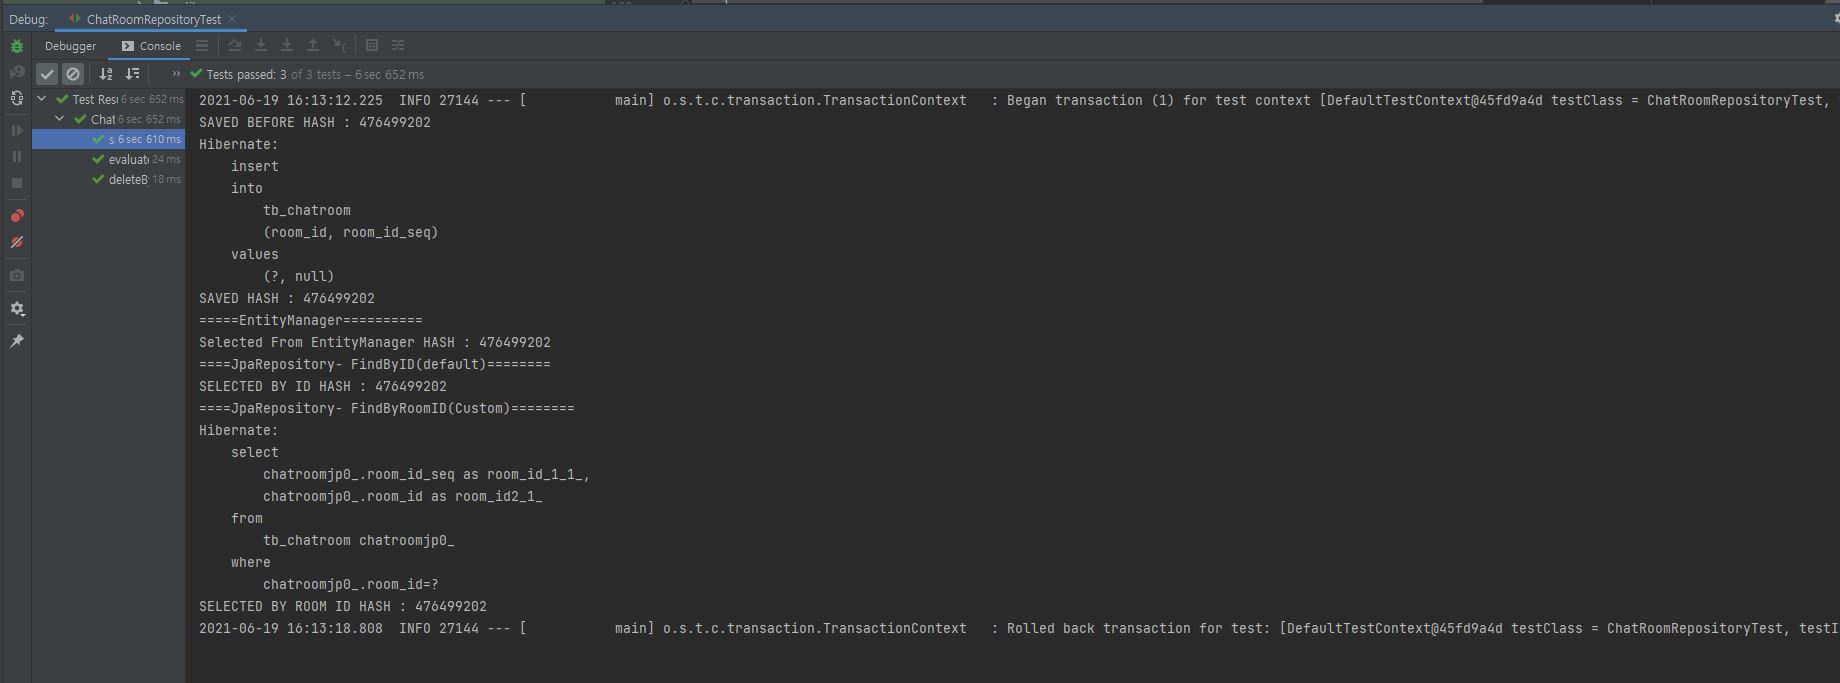 Debug: ChatRoomRepositoryTest
Debugger Console
Tests passed: 3 of 3 tests – 6 sec 652 ms
Test Resu 6 sec 652 ms
Chat 6 sec 652 ms
s 6 sec 610 ms
evaluate 24 ms
deleteB 18 ms
2021-06-19 16:13:12.225  INFO 27144 --- [           main] o.s.t.c.transaction.TransactionContext   : Began transaction (1) for test context [DefaultTestContext@45fd9a4d testClass = ChatRoomRepositoryTest,
SAVED BEFORE HASH : 476499202
Hibernate:
    insert
    into
        tb_chatroom
        (room_id, room_id_seq)
    values
        (?, null)
SAVED HASH : 476499202
=====EntityManager==========
Selected From EntityManager HASH : 476499202
====JpaRepository- FindByID(default)========
SELECTED BY ID HASH : 476499202
====JpaRepository- FindByRoomID(Custom)========
Hibernate:
    select
        chatroomjp0_.room_id_seq as room_id_1_1_,
        chatroomjp0_.room_id as room_id2_1_
    from
        tb_chatroom chatroomjp0_
    where
        chatroomjp0_.room_id=?
SELECTED BY ROOM ID HASH : 476499202
2021-06-19 16:13:18.808  INFO 27144 --- [           main] o.s.t.c.transaction.TransactionContext   : Rolled back transaction for test: [DefaultTestContext@45fd9a4d testClass = ChatRoomRepositoryTest, testI